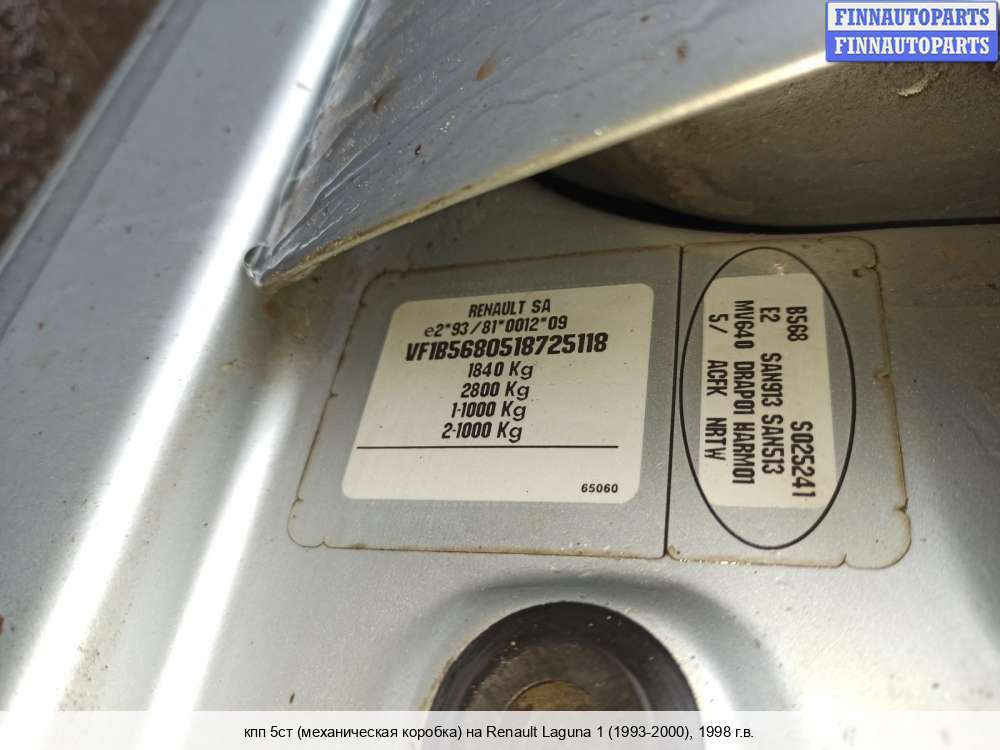 FINNAUTOPARTS
FINNAUTOPARTS
RENAULT SA
e2*93/81*0012*09
VF1B5680518725118
1840 Kg
2800 Kg
1-1000 Kg
2-1000 Kg
65060
B568 S025241
E2 SAN913 SAN513
MV640 DRAP01 HARM01
5/ ACFK NRTW
кпп 5ст (механическая коробка) на Renault Laguna 1 (1993-2000), 1998 г.в.